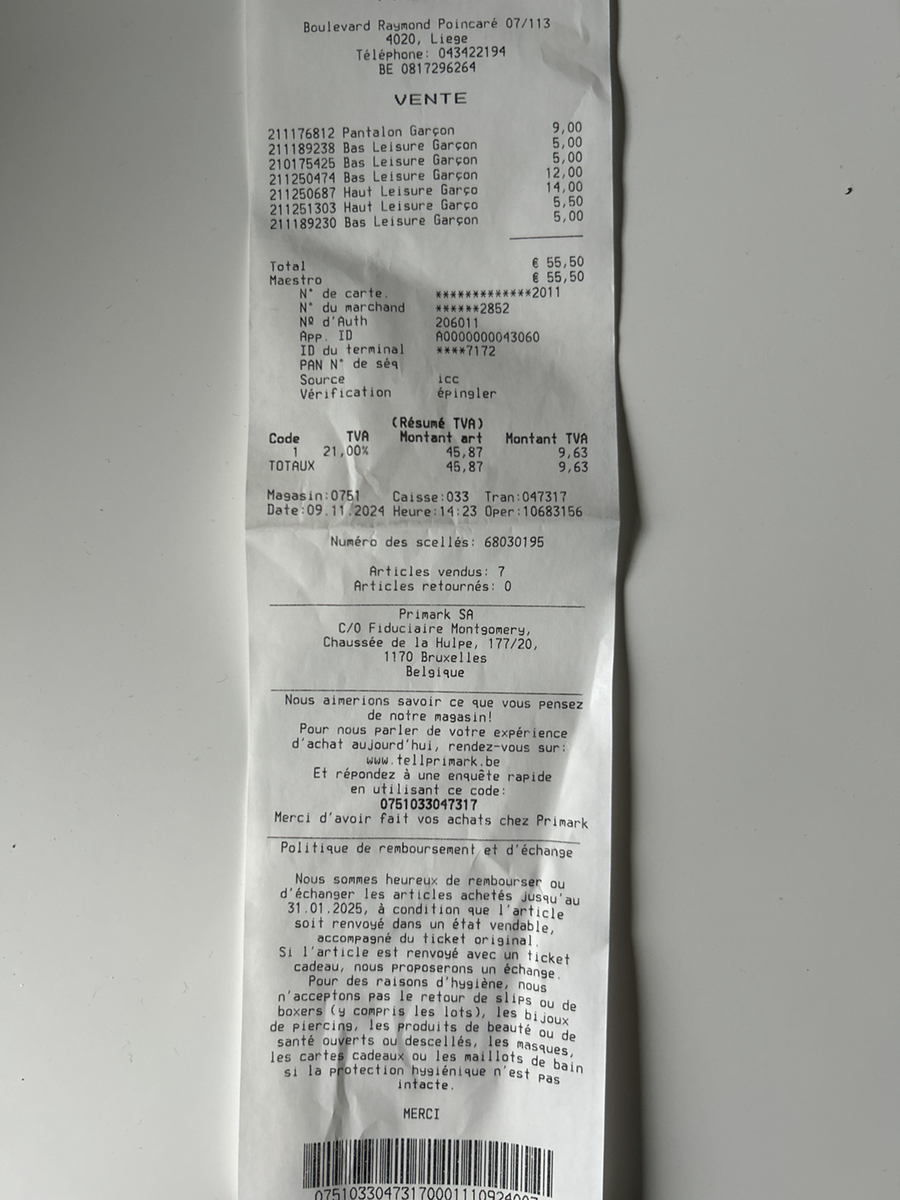 Boulevard Raymond Poincaré 07/113
4020, Liege
Téléphone: 043422194
BE 0817296264
VENTE
211176812 Pantalon Garçon 9,00
211189238 Bas Leisure Garçon 5,00
210175425 Bas Leisure Garçon 5,00
211250474 Bas Leisure Garçon 12,00
211250687 Haut Leisure Garço 14,00
211251303 Haut Leisure Garço 5,50
211189230 Bas Leisure Garçon 5,00
Total € 55,50
Maestro € 55,50
N° de carte. *************2011
N° du marchand ******2852
Nº d'Auth 206011
App. ID A0000000043060
ID du terminal ****7172
PAN N° de séq
Source icc
Vérification épingler
(Résumé TVA)
Code TVA Montant art Montant TVA
1 21,00% 45,87 9,63
TOTAUX 45,87 9,63
Magasin:0751 Caisse:033 Tran:047317
Date:09.11.2024 Heure:14:23 Oper:10683156
Numéro des scellés: 68030195
Articles vendus: 7
Articles retournés: 0
Primark SA
C/O Fiduciaire Montgomery,
Chaussée de la Hulpe, 177/20,
1170 Bruxelles
Belgique
Nous aimerions savoir ce que vous pensez
de notre magasin!
Pour nous parler de votre expérience
d'achat aujourd'hui, rendez-vous sur:
www.tellprimark.be
Et répondez à une enquête rapide
en utilisant ce code:
0751033047317
Merci d'avoir fait vos achats chez Primark
Politique de remboursement et d'échange
Nous sommes heureux de rembourser ou
d'échanger les articles achetés jusqu'au
31.01.2025, à condition que l'article
soit renvoyé dans un état vendable,
accompagné du ticket original.
Si l'article est renvoyé avec un ticket
cadeau, nous proposerons un échange.
Pour des raisons d'hygiène, nous
n'acceptons pas le retour de slips ou de
boxers (y compris les lots), les bijoux
de piercing, les produits de beauté ou de
santé ouverts ou descellés, les masques,
les cartes cadeaux ou les maillots de bain
si la protection hygiénique n'est pas
intacte.
MERCI